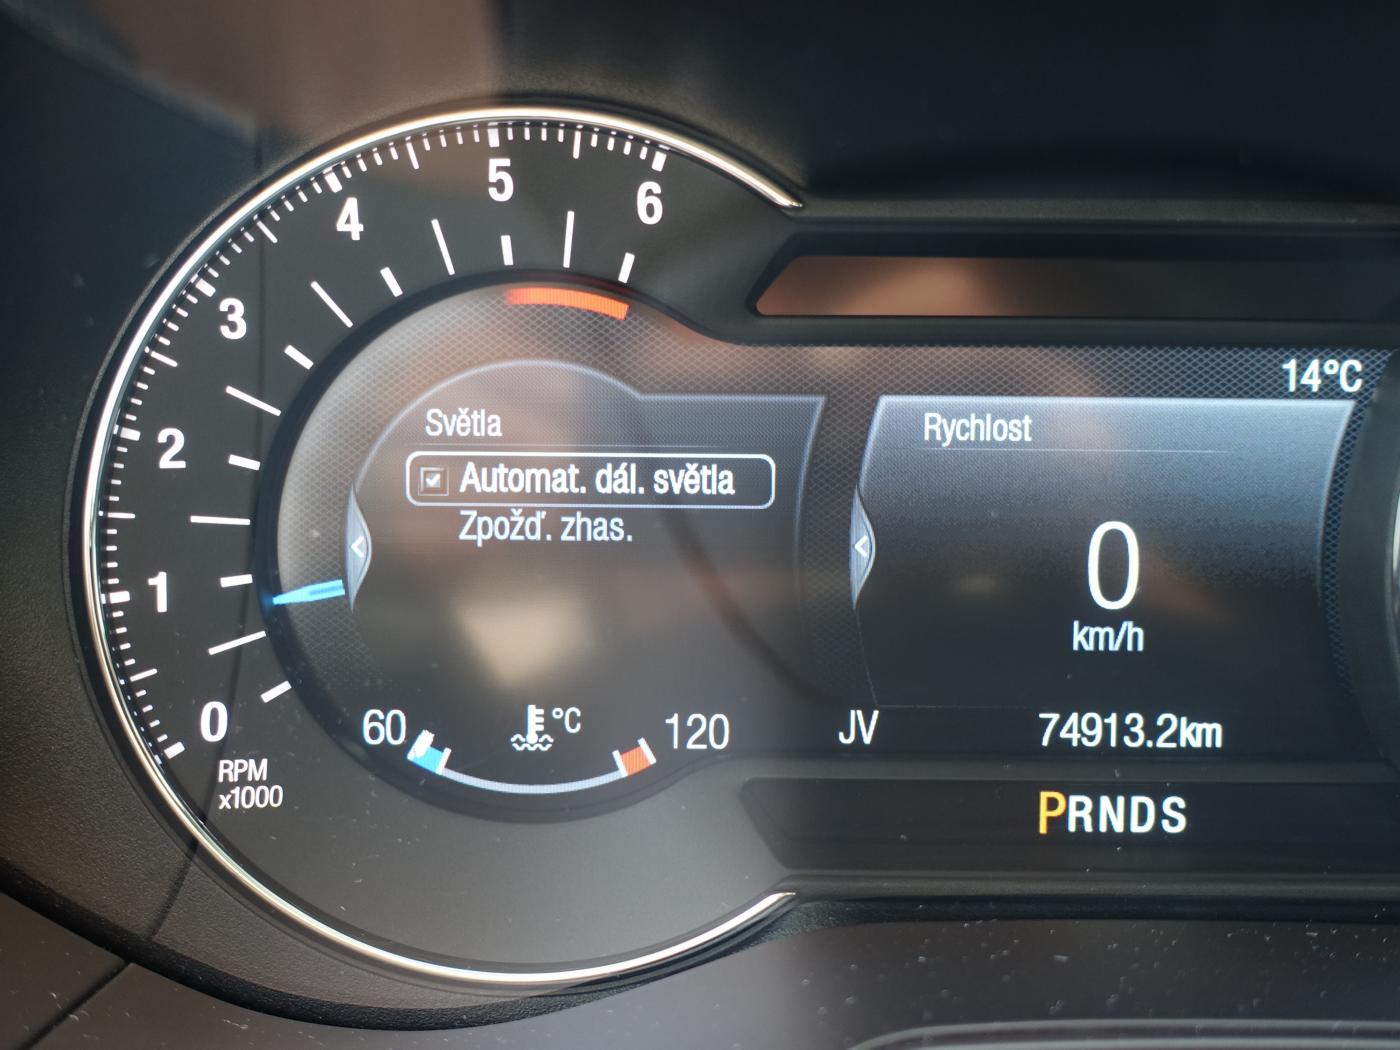 0
1
2
3
4
5
6
RPM
x1000
Světla
Automat. dál. světla
Zpožď. zhas.
60
°C
120
14°C
Rychlost
0
km/h
JV
74913.2km
PRNDS